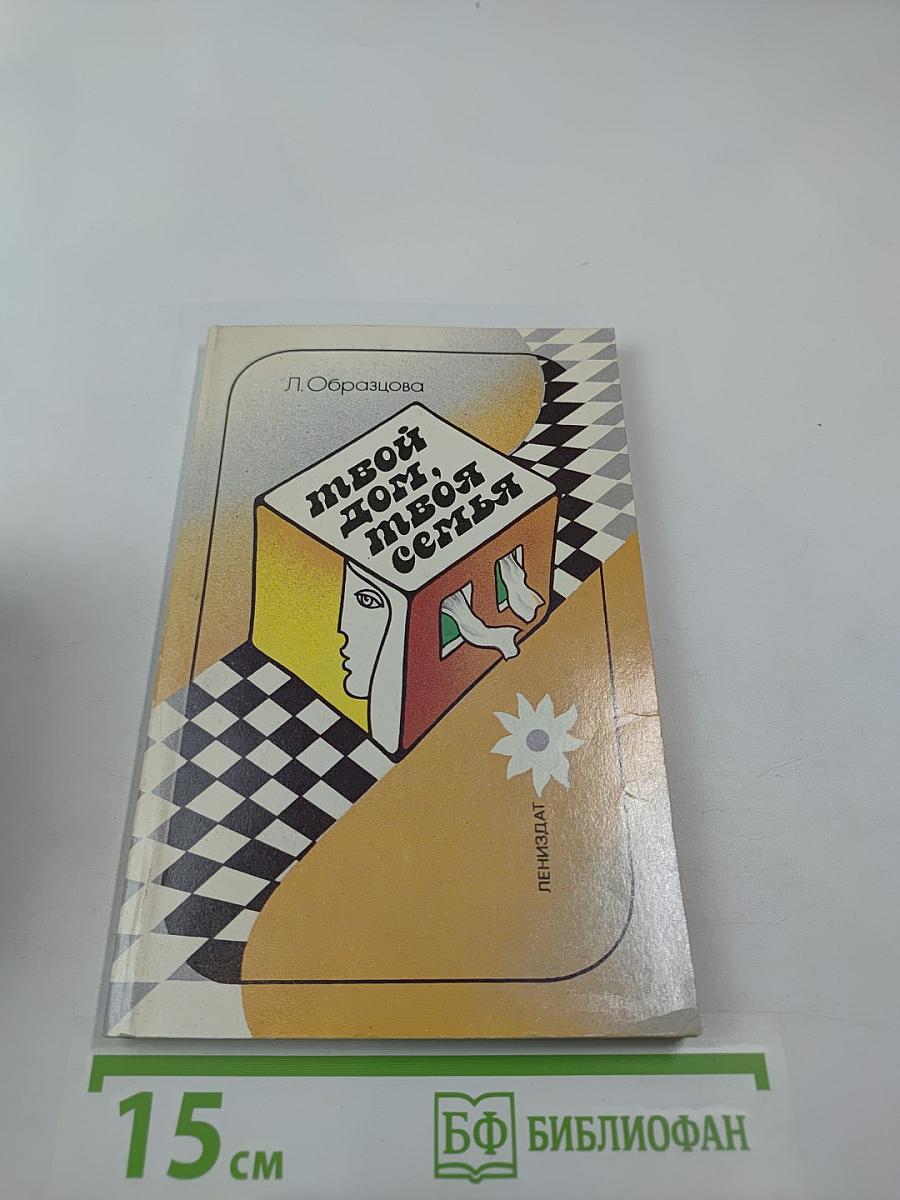 Л. Образцова
твой
дом,
твоя
семья
ЛЕНИЗДАТ
15 см
БФ БИБЛИОФАН